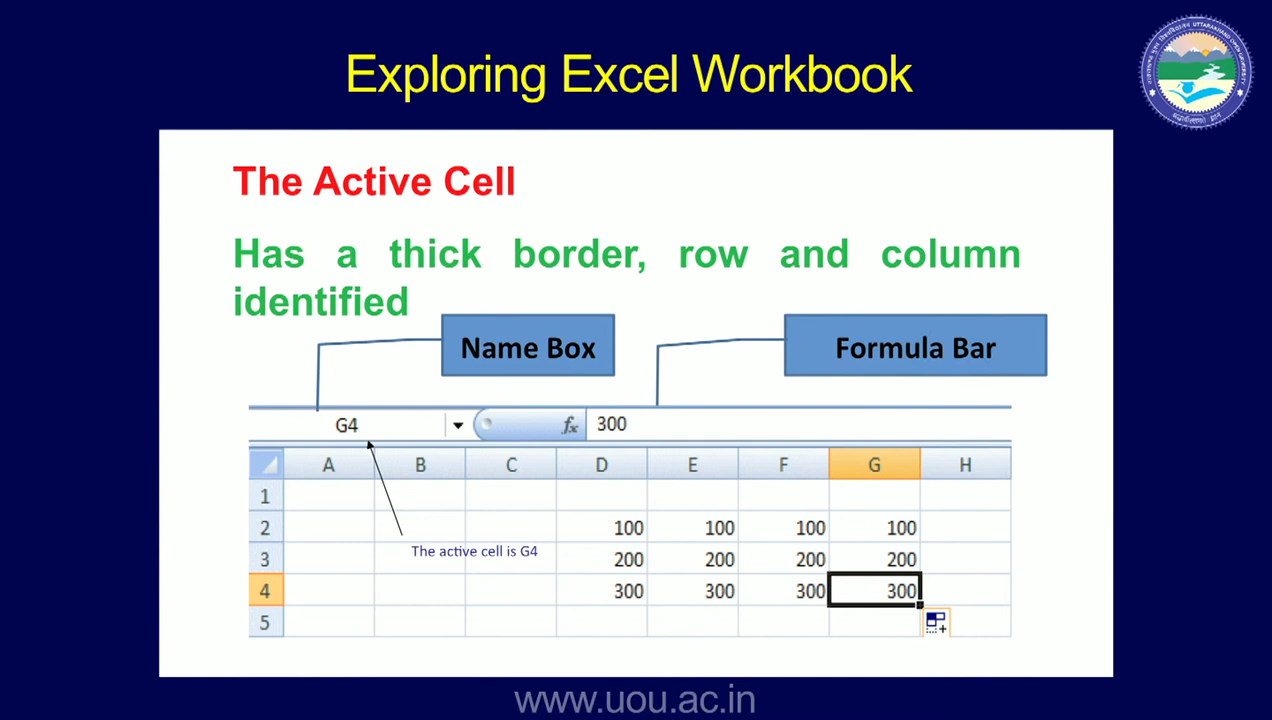 Exploring Excel Workbook
The Active Cell
Has a thick border, row and column
identified
Name Box
Formula Bar
G4 fx 300
A B C D E F G H
1
2 100 100 100 100
3 200 200 200 200
The active cell is G4
4 300 300 300 300
5
www.uou.ac.in